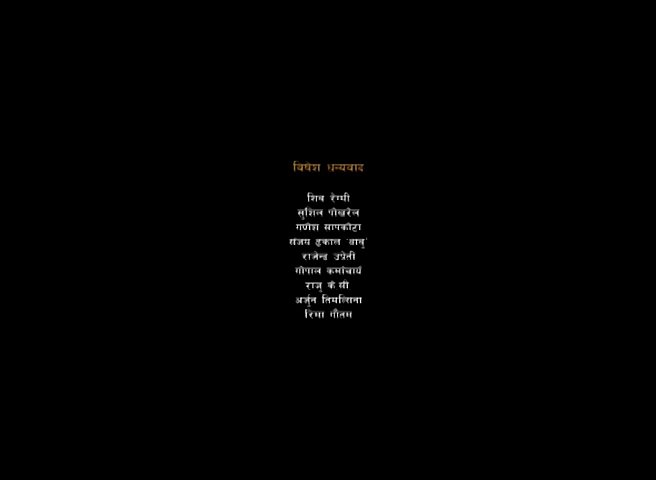 विषेश धन्यवाद
शिव रेग्मी
सुशिल पोखरेल
गणेश सापकोटा
संजय ढकाल 'बाबु'
राजेन्द्र उप्रेती
गोपाल कर्माचार्य
राजु के सी
अर्जुन तिमल्सिना
रिमा गौतम